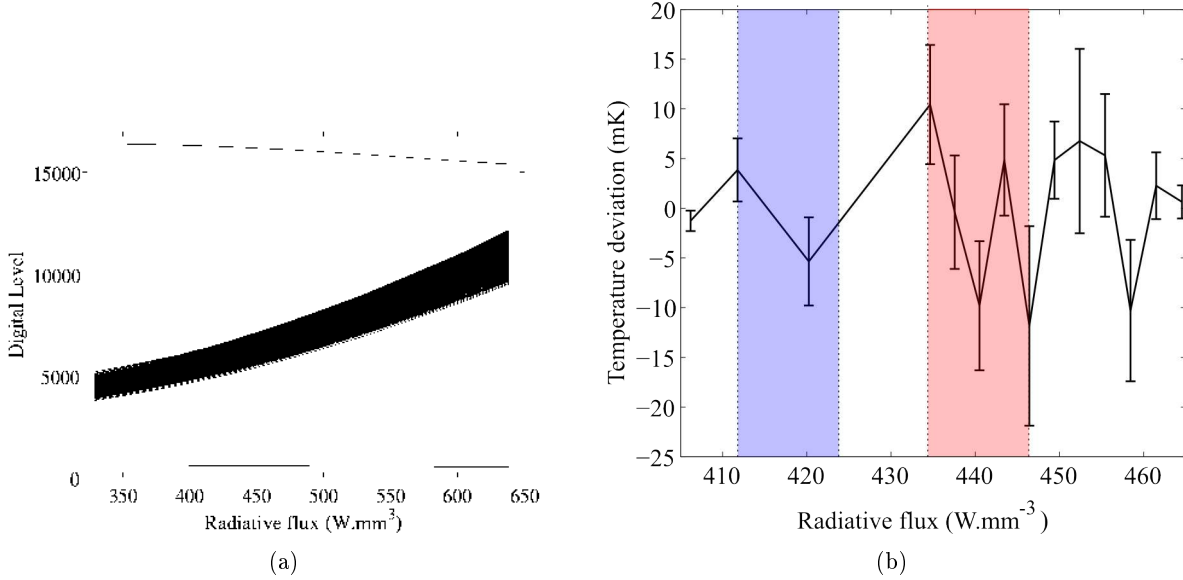 15000
10000
5000
0
Digital Level
350 400 450 500 550 600 650
Radiative flux (W.mm³)
(a)
20
15
10
5
0
−5
−10
−15
−20
−25
Temperature deviation (mK)
410 420 430 440 450 460
Radiative flux (W.mm⁻³)
(b)